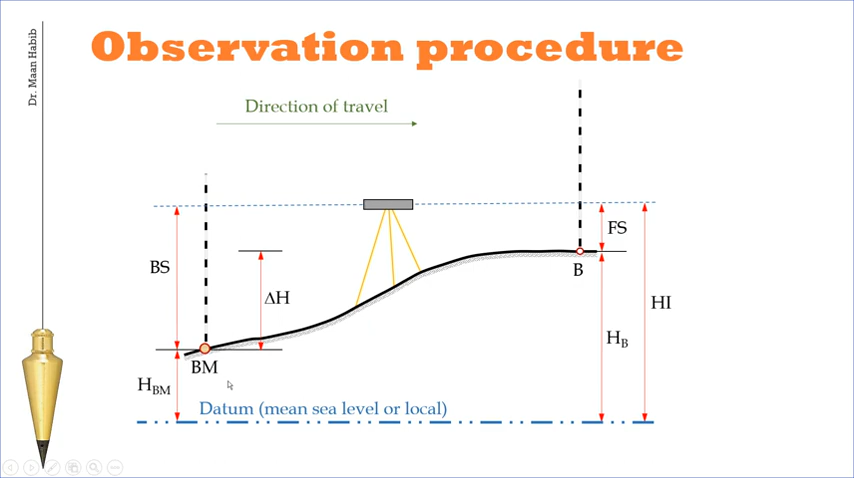 Dr. Maan Habib
Observation procedure
Direction of travel
FS
BS
B
ΔH
HI
H_B
BM
H_BM
Datum (mean sea level or local)